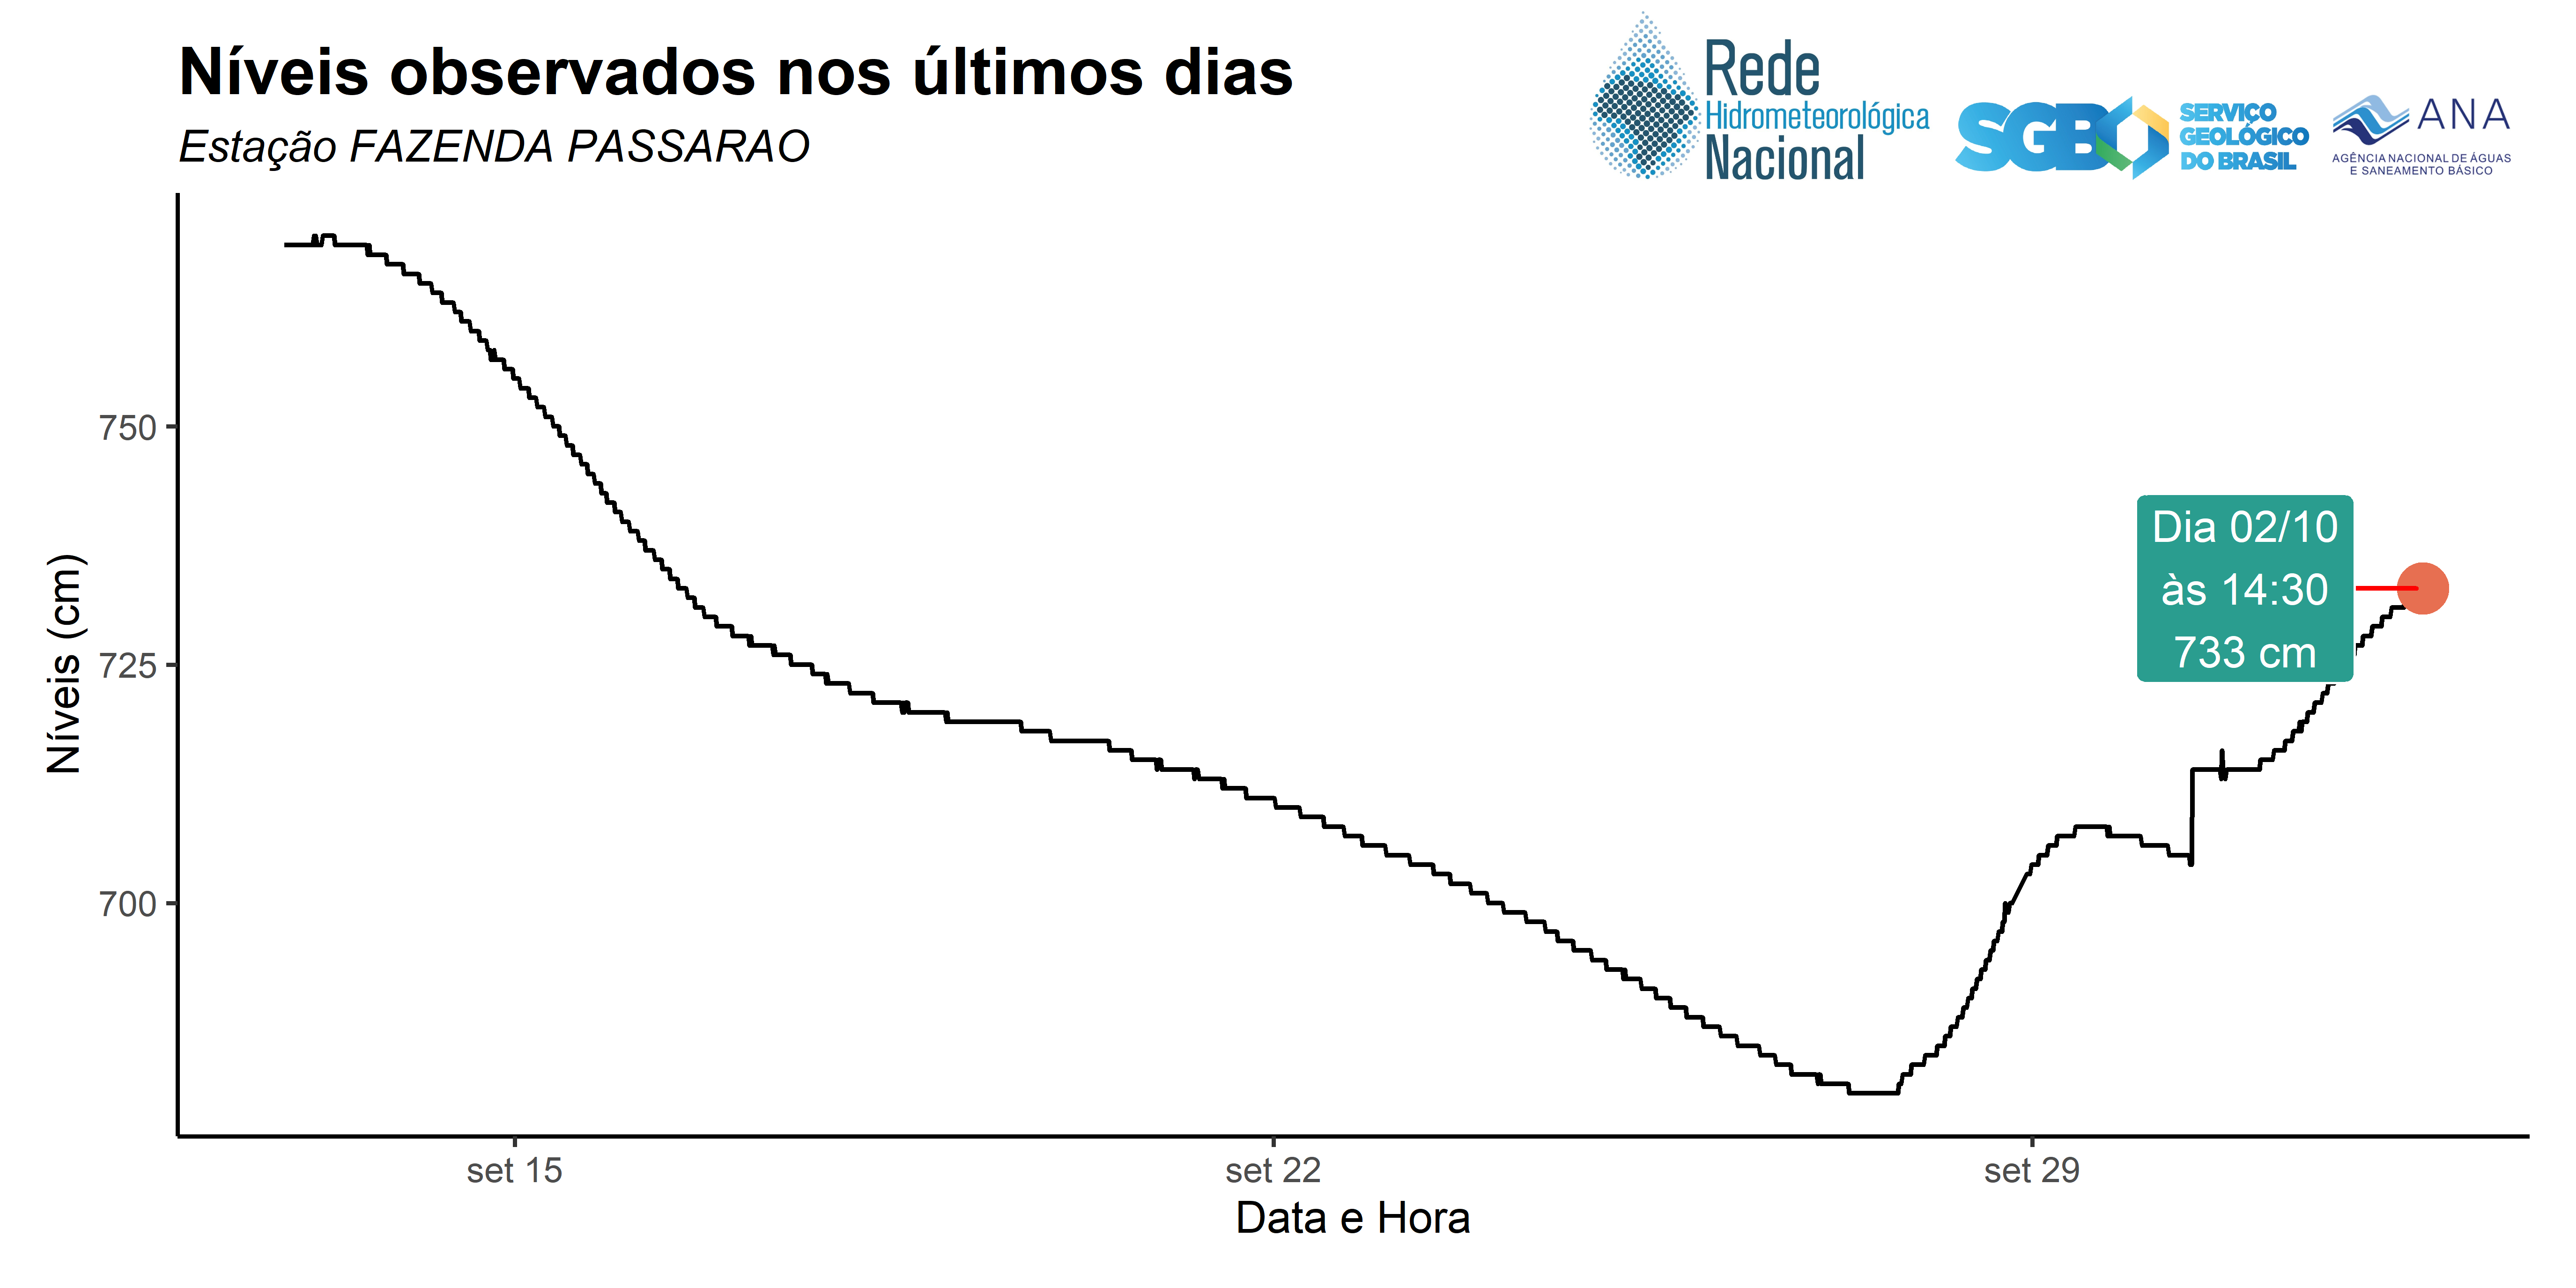 Níveis observados nos últimos dias
Estação FAZENDA PASSARAO
Rede
Hidrometeorológica
Nacional
SGB
SERVIÇO
GEOLÓGICO
DO BRASIL
ANA
AGÊNCIA NACIONAL DE ÁGUAS
E SANEAMENTO BÁSICO
Níveis (cm)
750
725
700
Dia 02/10
às 14:30
733 cm
set 15
set 22
set 29
Data e Hora